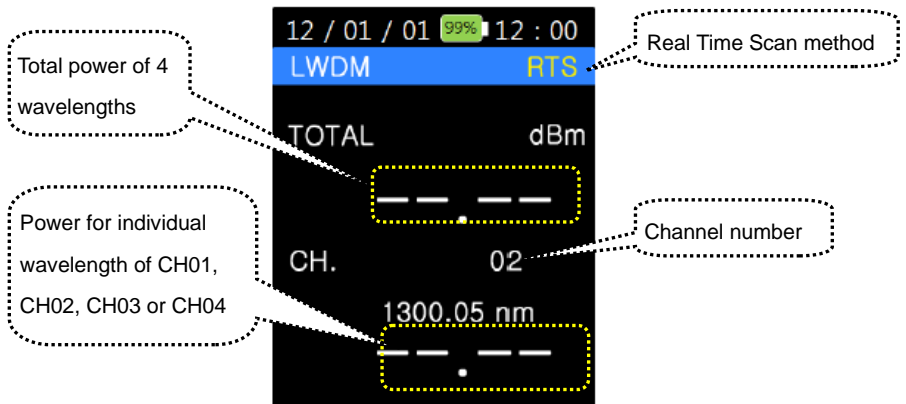 12 / 01 / 01 99% 12 : 00
LWDM RTS
Real Time Scan method
Total power of 4
wavelengths
TOTAL dBm
-- . --
Power for individual
wavelength of CH01,
CH02, CH03 or CH04
Channel number
CH. 02
1300.05 nm
-- . --